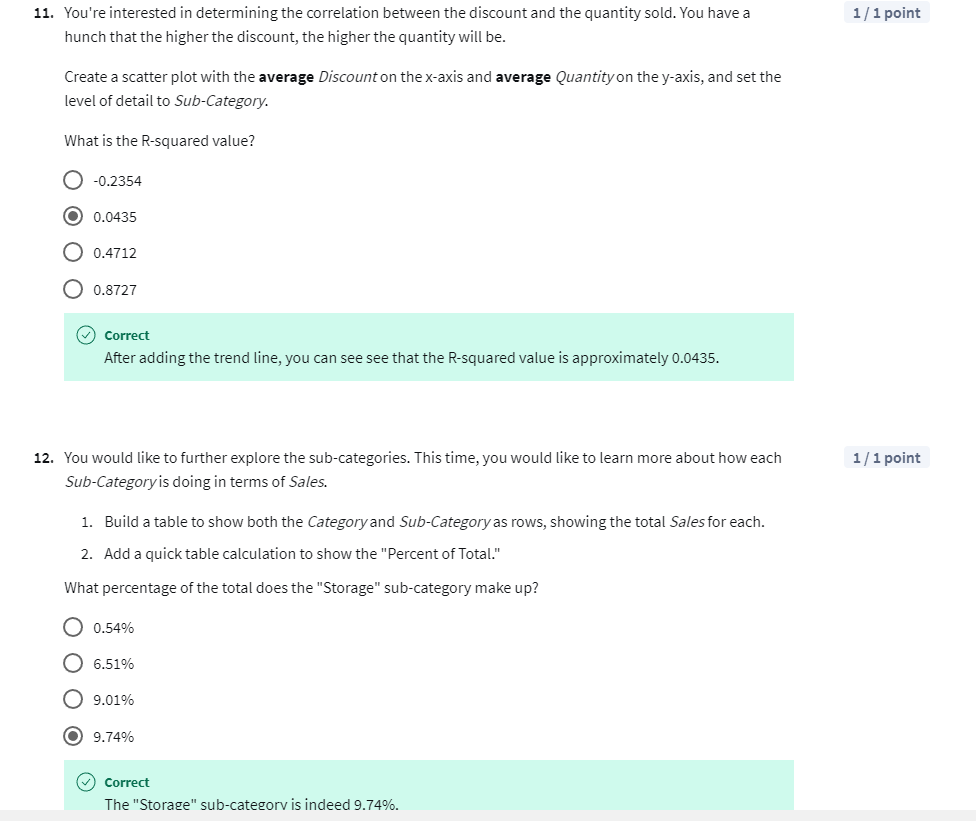 11. You're interested in determining the correlation between the discount and the quantity sold. You have a
1 / 1 point
hunch that the higher the discount, the higher the quantity will be.
Create a scatter plot with the average Discount on the x-axis and average Quantity on the y-axis, and set the
level of detail to Sub-Category.
What is the R-squared value?
-0.2354
0.0435
0.4712
0.8727
Correct
After adding the trend line, you can see see that the R-squared value is approximately 0.0435.
12. You would like to further explore the sub-categories. This time, you would like to learn more about how each
1 / 1 point
Sub-Category is doing in terms of Sales.
1. Build a table to show both the Category and Sub-Category as rows, showing the total Sales for each.
2. Add a quick table calculation to show the "Percent of Total."
What percentage of the total does the "Storage" sub-category make up?
0.54%
6.51%
9.01%
9.74%
Correct
The "Storage" sub-category is indeed 9.74%.